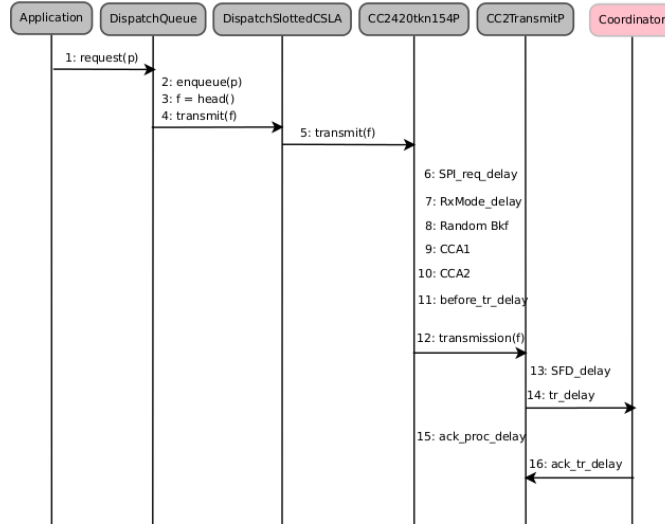 Application
DispatchQueue
DispatchSlottedCSLA
CC2420tkn154P
CC2TransmitP
Coordinator
1: request(p)
2: enqueue(p)
3: f = head()
4: transmit(f)
5: transmit(f)
6: SPI_req_delay
7: RxMode_delay
8: Random Bkf
9: CCA1
10: CCA2
11: before_tr_delay
12: transmission(f)
13: SFD_delay
14: tr_delay
15: ack_proc_delay
16: ack_tr_delay